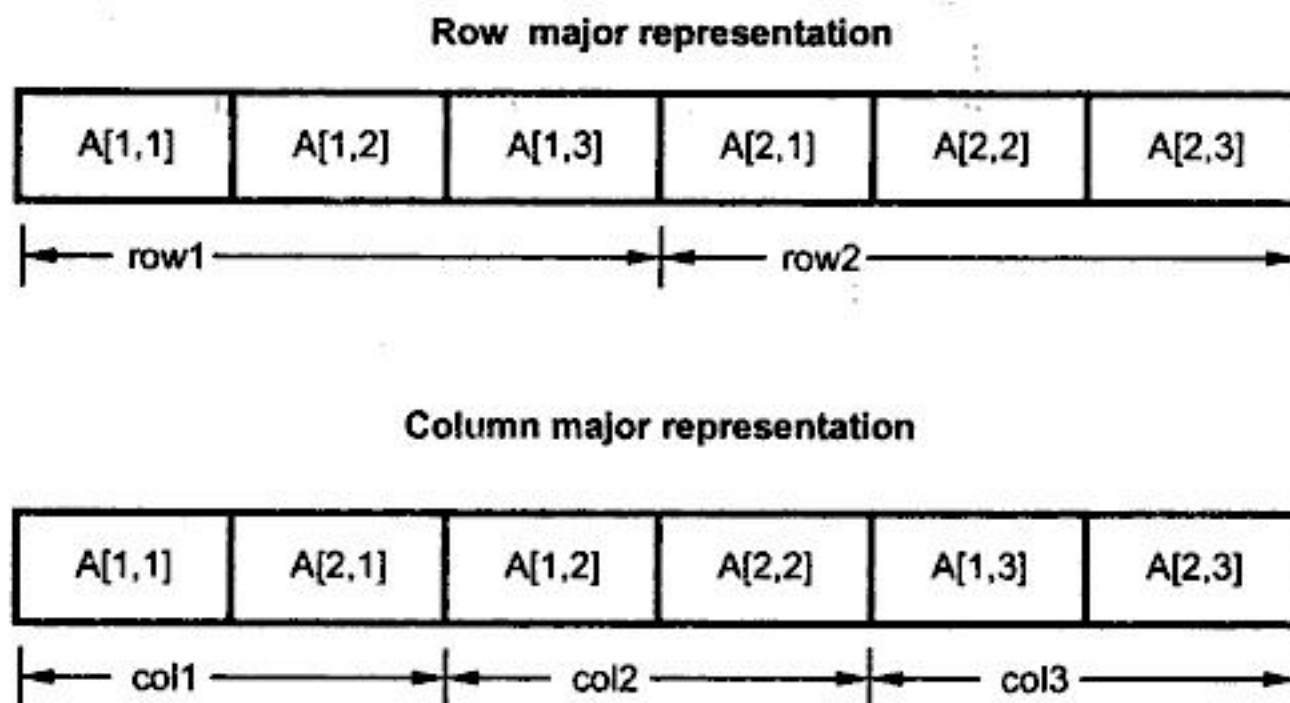 Row major representation
A[1,1] A[1,2] A[1,3] A[2,1] A[2,2] A[2,3]
row1 row2
Column major representation
A[1,1] A[2,1] A[1,2] A[2,2] A[1,3] A[2,3]
col1 col2 col3